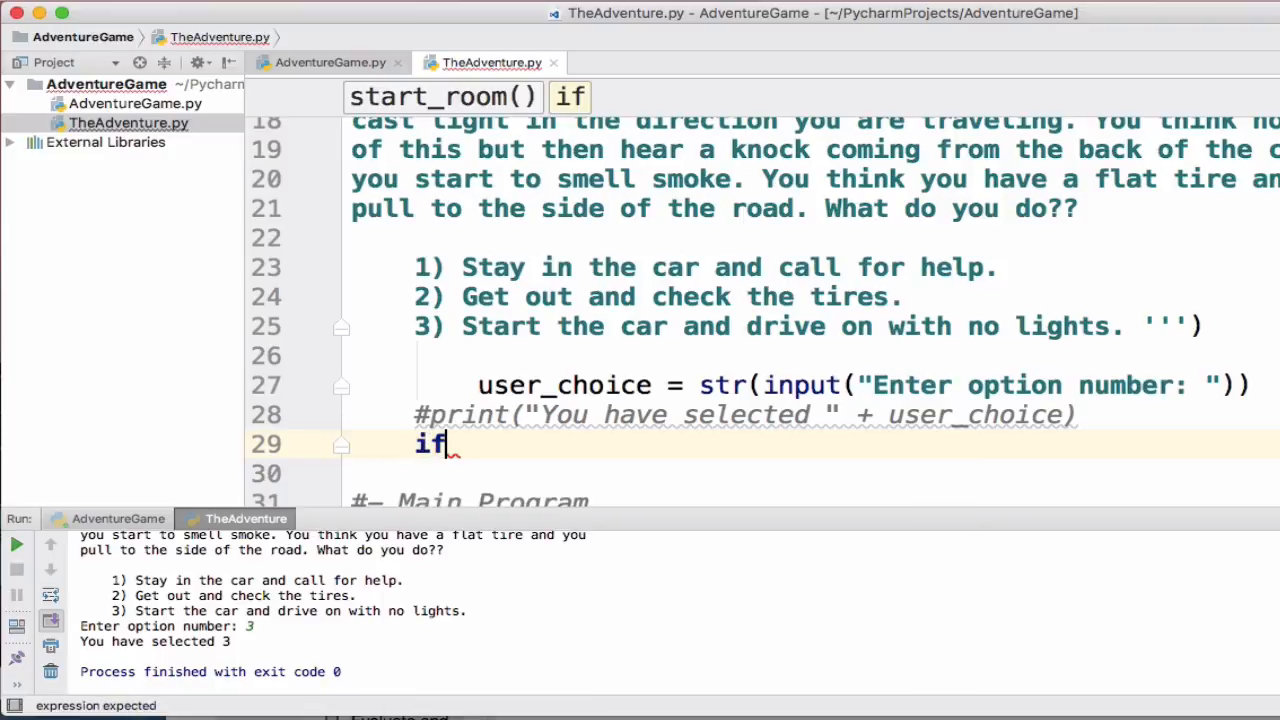 TheAdventure.py - AdventureGame - [~/PycharmProjects/AdventureGame]
AdventureGame TheAdventure.py
Project AdventureGame.py TheAdventure.py
AdventureGame ~/Pycharm
AdventureGame.py
TheAdventure.py
External Libraries
start_room() if
18 cast light in the direction you are traveling. You think no
19 of this but then hear a knock coming from the back of the c
20 you start to smell smoke. You think you have a flat tire an
21 pull to the side of the road. What do you do??
22
23 1) Stay in the car and call for help.
24 2) Get out and check the tires.
25 3) Start the car and drive on with no lights. ''')
26
27 user_choice = str(input("Enter option number: "))
28 #print("You have selected " + user_choice)
29 if
30
31 #— Main Program
Run: AdventureGame TheAdventure
you start to smell smoke. You think you have a flat tire and you
pull to the side of the road. What do you do??
1) Stay in the car and call for help.
2) Get out and check the tires.
3) Start the car and drive on with no lights.
Enter option number: 3
You have selected 3
Process finished with exit code 0
expression expected